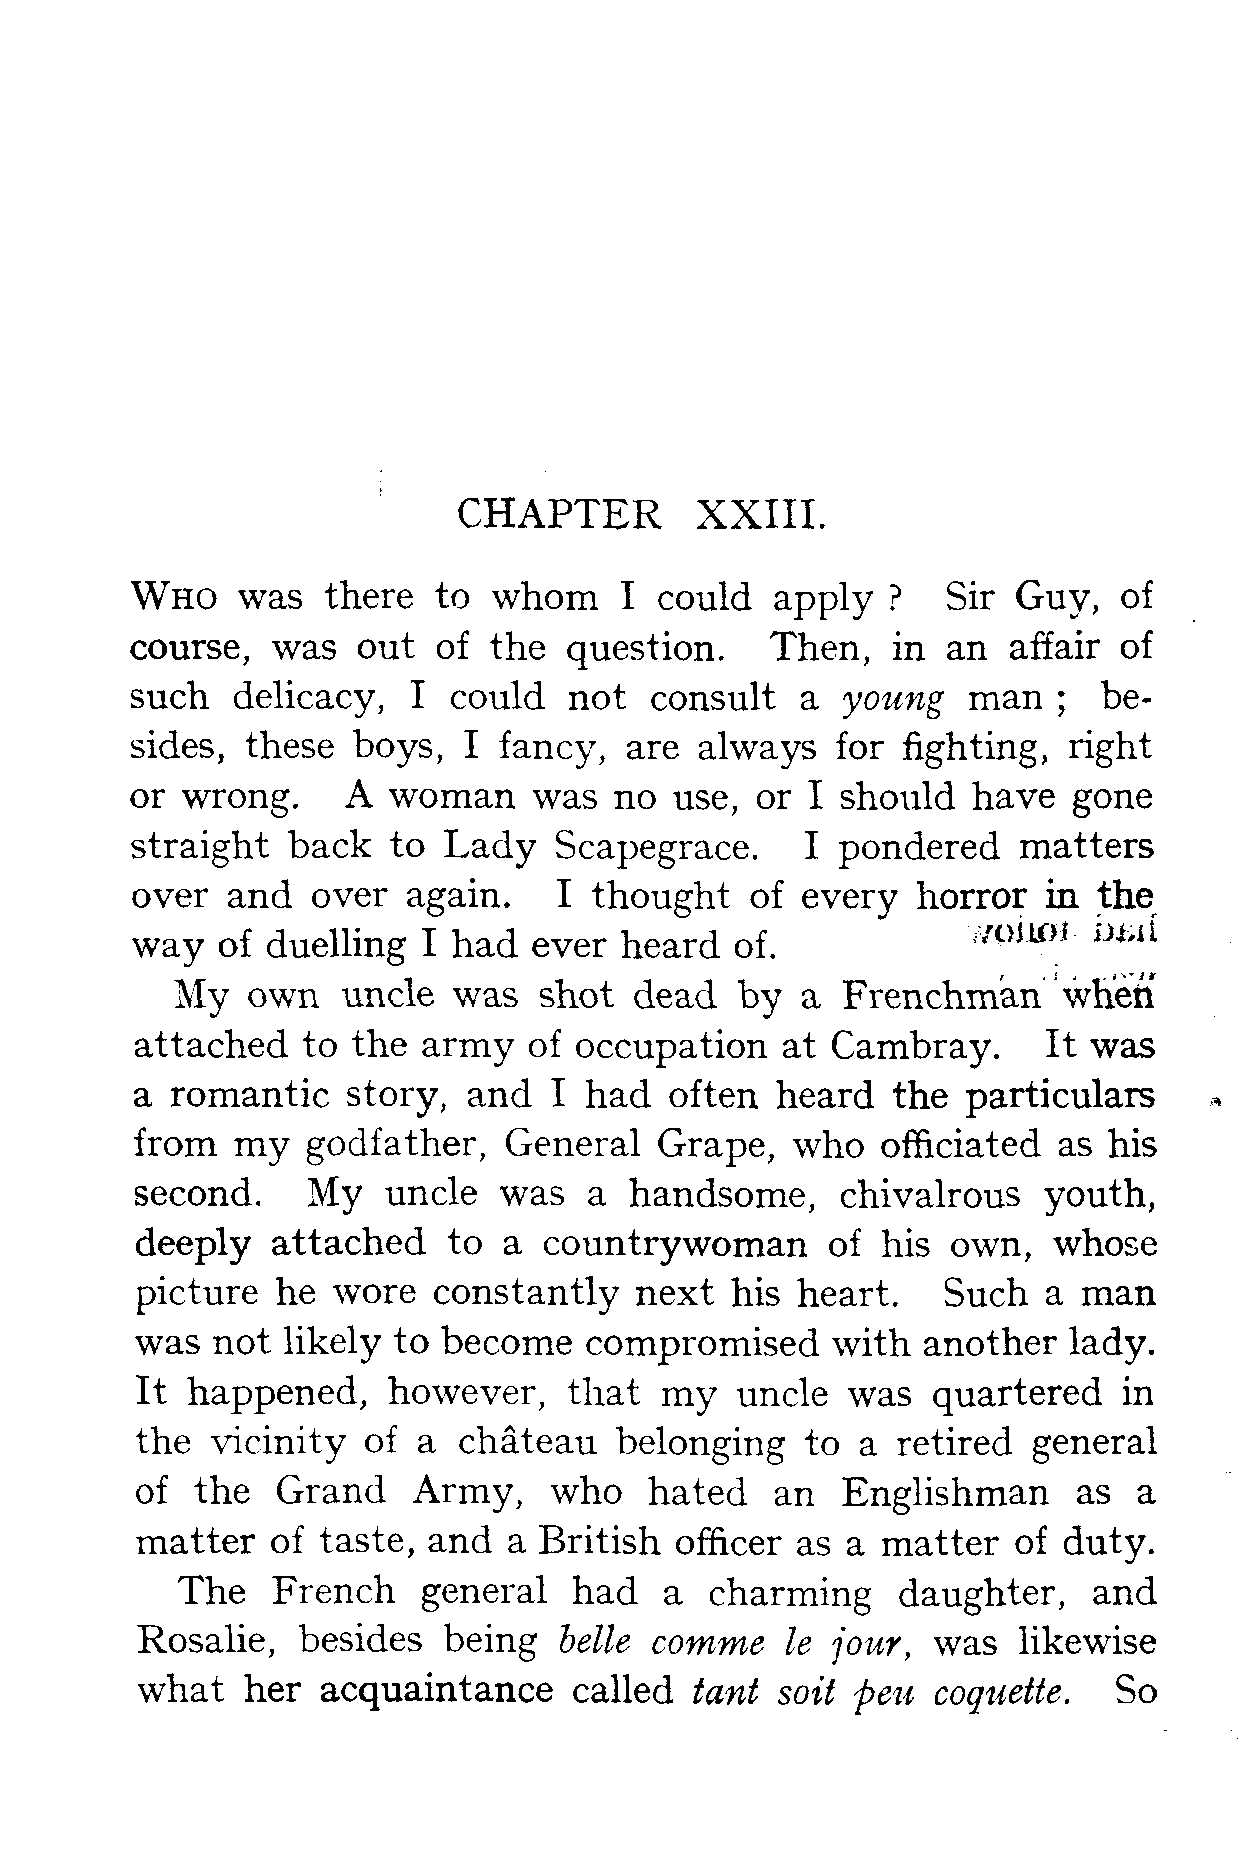 CHAPTER XXIII.
WHO was there to whom I could apply ? Sir Guy, of
course, was out of the question. Then, in an affair of
such delicacy, I could not consult a young man ; be-
sides, these boys, I fancy, are always for fighting, right
or wrong. A woman was no use, or I should have gone
straight back to Lady Scapegrace. I pondered matters
over and over again. I thought of every horror in the
way of duelling I had ever heard of.
My own uncle was shot dead by a Frenchman when
attached to the army of occupation at Cambray. It was
a romantic story, and I had often heard the particulars
from my godfather, General Grape, who officiated as his
second. My uncle was a handsome, chivalrous youth,
deeply attached to a countrywoman of his own, whose
picture he wore constantly next his heart. Such a man
was not likely to become compromised with another lady.
It happened, however, that my uncle was quartered in
the vicinity of a château belonging to a retired general
of the Grand Army, who hated an Englishman as a
matter of taste, and a British officer as a matter of duty.
The French general had a charming daughter, and
Rosalie, besides being belle comme le jour, was likewise
what her acquaintance called tant soit peu coquette. So